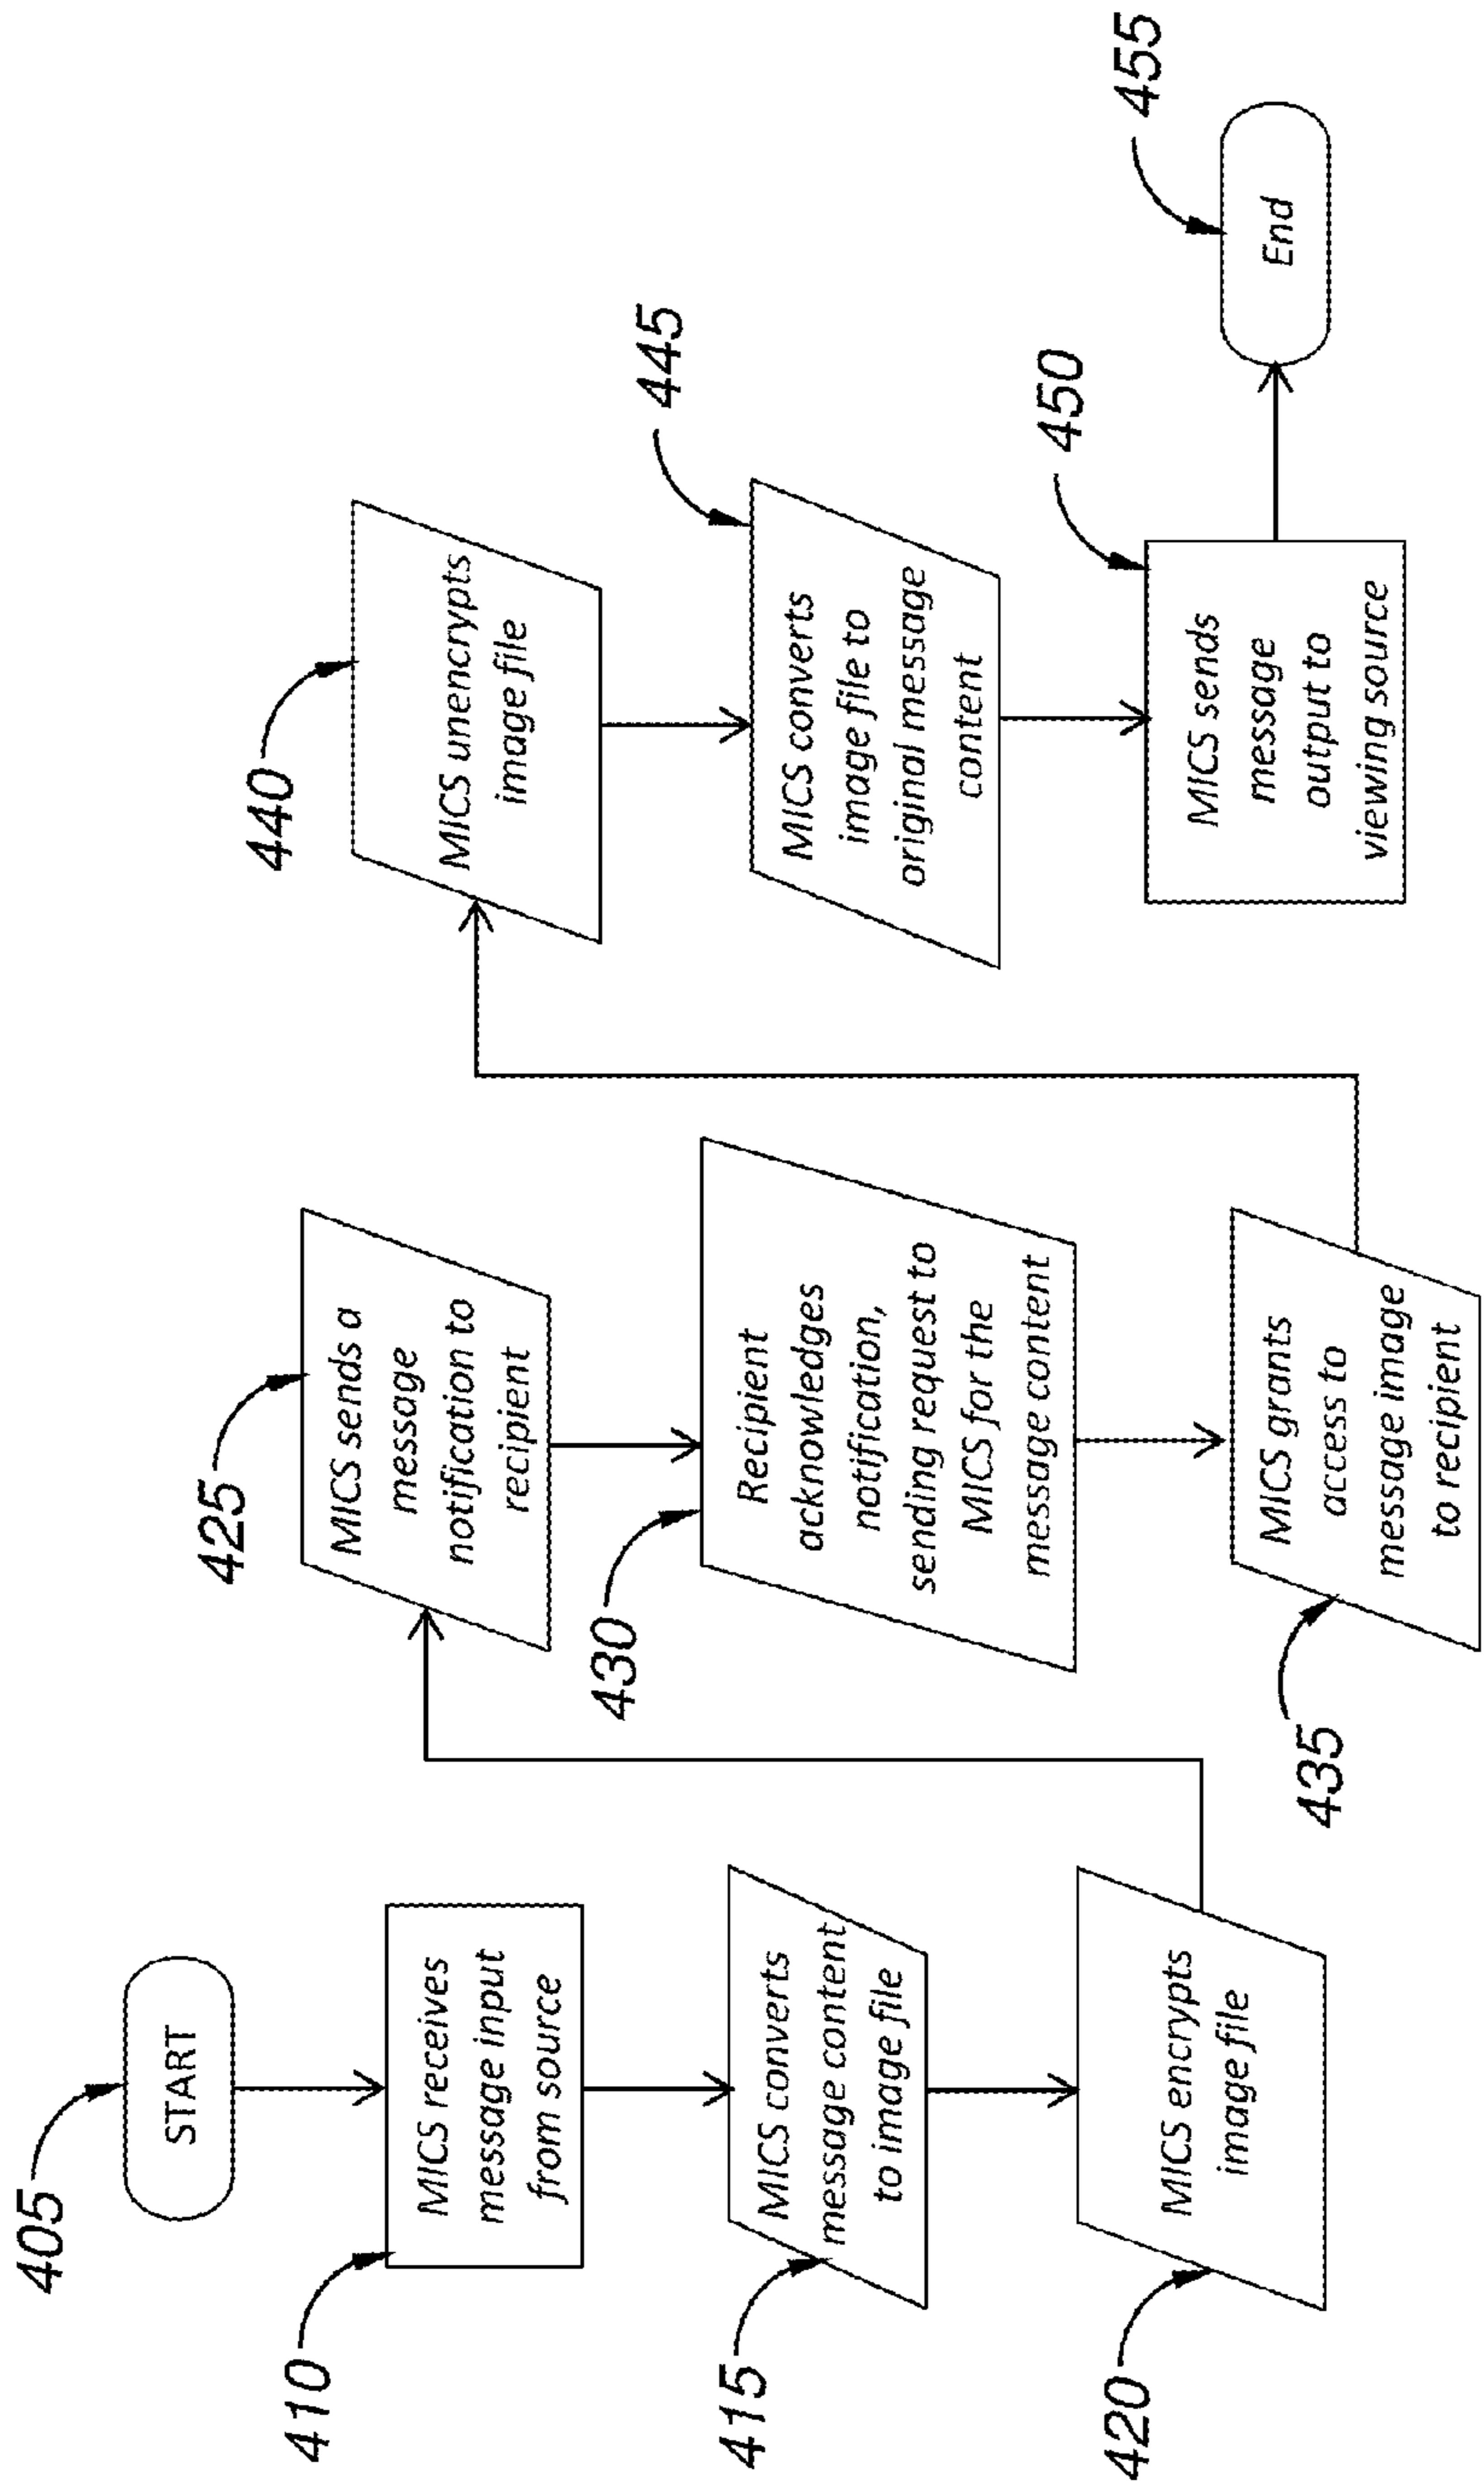 405
START
410
MICS receives
message input
from source
415
MICS converts
message content
to image file
420
MICS encrypts
image file
425
MICS sends a
message
notification to
recipient
430
Recipient
acknowledges
notification,
sending request to
MICS for the
message content
435
MICS grants
access to
message image
to recipient
440
MICS unencrypts
image file
445
MICS converts
image file to
original message
content
450
MICS sends
message
output to
viewing source
455
End